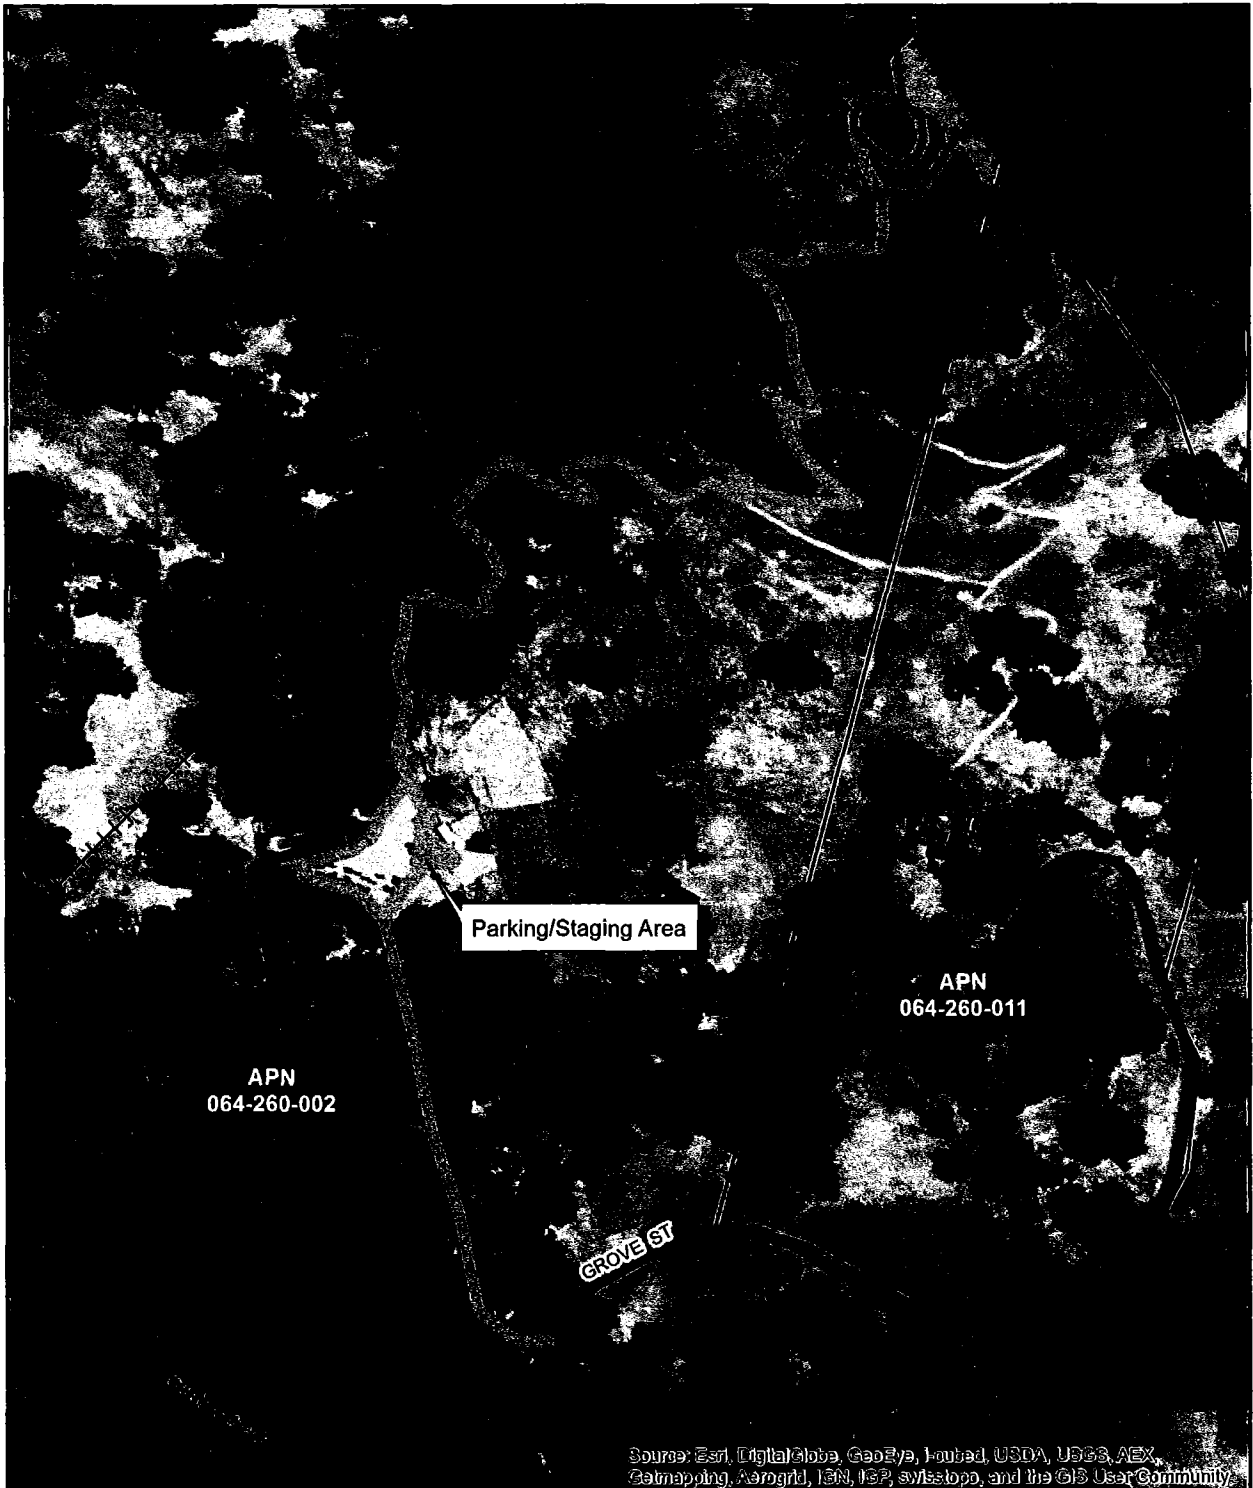 Parking/Staging Area
APN
064-260-011
APN
064-260-002
GROVE ST
Source: Esri, DigitalGlobe, GeoEye, i-cubed, USDA, USGS, AEX,
Getmapping, Aerogrid, IGN, IGP, swisstopo, and the GIS User Community